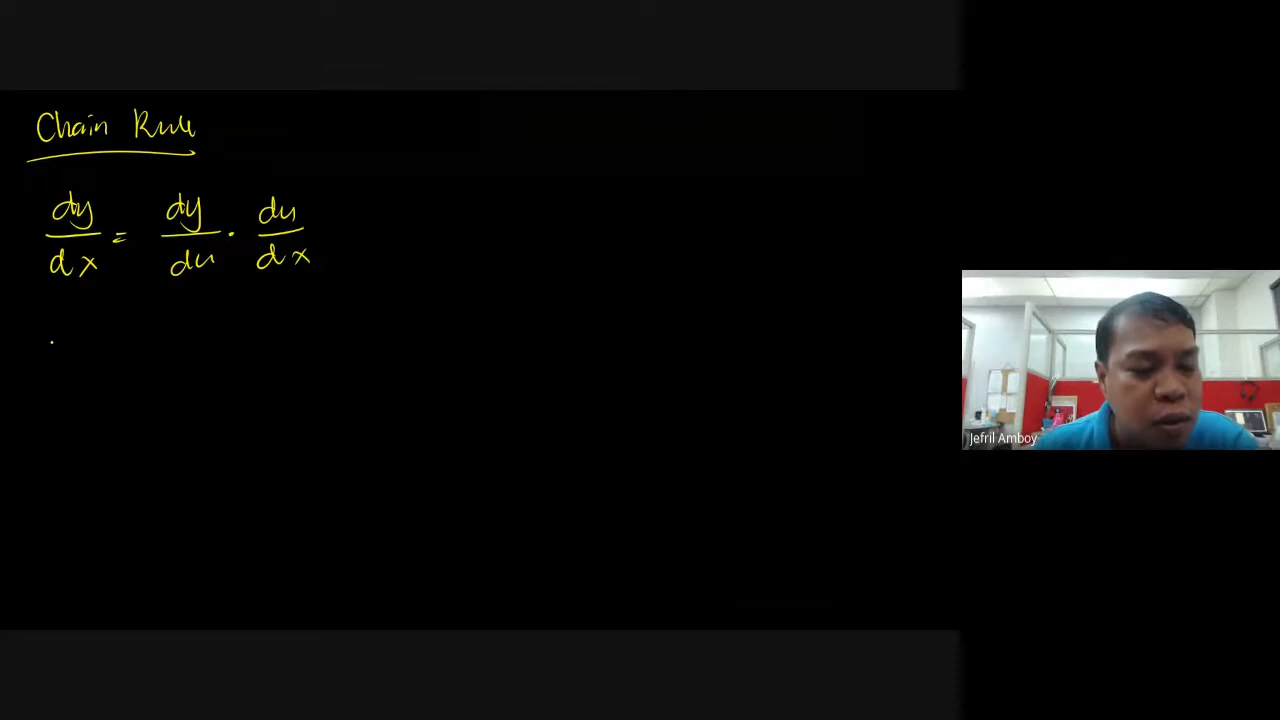 Chain Rule
dy/dx = dy/du · du/dx
Jefril Amboy